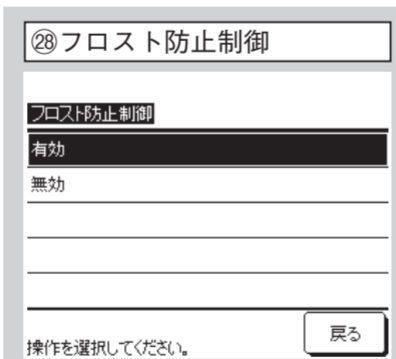 ㉘フロスト防止制御
フロスト防止制御
有効
無効
操作を選択してください。
戻る